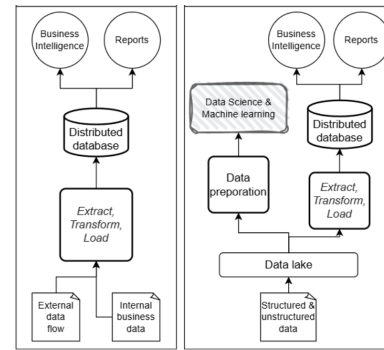 Business
Intelligence
Reports
Distributed
database
Extract,
Transform,
Load
External
data
flow
Internal
business
data
Business
Intelligence
Reports
Data Science &
Machine learning
Distributed
database
Data
preporation
Extract,
Transform,
Load
Data lake
Structured &
unstructured
data